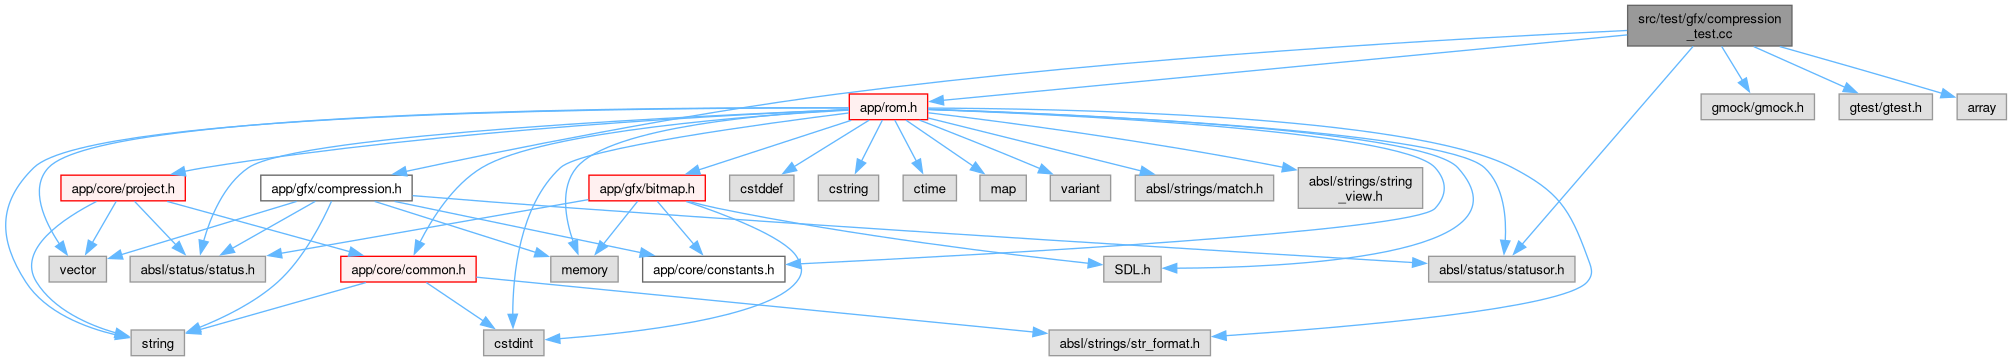 src/test/gfx/compression
_test.cc
app/rom.h
gmock/gmock.h
gtest/gtest.h
array
app/core/project.h
app/gfx/compression.h
app/gfx/bitmap.h
cstddef
cstring
ctime
map
variant
absl/strings/match.h
absl/strings/string
_view.h
vector
absl/status/status.h
app/core/common.h
memory
app/core/constants.h
SDL.h
absl/status/statusor.h
string
cstdint
absl/strings/str_format.h